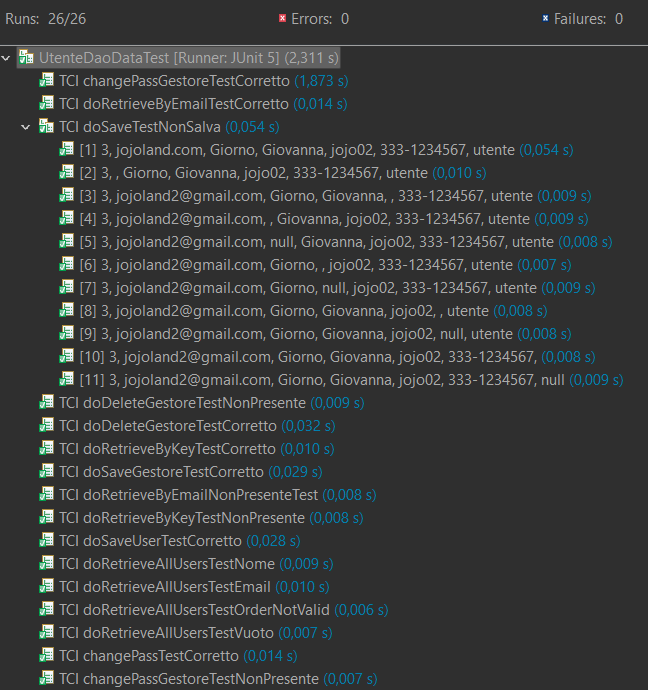 Runs: 26/26 Errors: 0 Failures: 0
UtenteDaoDataTest [Runner: JUnit 5] (2,311 s)
TCI changePassGestoreTestCorretto (1,873 s)
TCI doRetrieveByEmailTestCorretto (0,014 s)
TCI doSaveTestNonSalva (0,054 s)
[1] 3, jojoland.com, Giorno, Giovanna, jojo02, 333-1234567, utente (0,054 s)
[2] 3, , Giorno, Giovanna, jojo02, 333-1234567, utente (0,010 s)
[3] 3, jojoland2@gmail.com, Giorno, Giovanna, , 333-1234567, utente (0,009 s)
[4] 3, jojoland2@gmail.com, , Giovanna, jojo02, 333-1234567, utente (0,009 s)
[5] 3, jojoland2@gmail.com, null, Giovanna, jojo02, 333-1234567, utente (0,008 s)
[6] 3, jojoland2@gmail.com, Giorno, , jojo02, 333-1234567, utente (0,007 s)
[7] 3, jojoland2@gmail.com, Giorno, null, jojo02, 333-1234567, utente (0,009 s)
[8] 3, jojoland2@gmail.com, Giorno, Giovanna, jojo02, , utente (0,008 s)
[9] 3, jojoland2@gmail.com, Giorno, Giovanna, jojo02, null, utente (0,008 s)
[10] 3, jojoland2@gmail.com, Giorno, Giovanna, jojo02, 333-1234567, (0,008 s)
[11] 3, jojoland2@gmail.com, Giorno, Giovanna, jojo02, 333-1234567, null (0,009 s)
TCI doDeleteGestoreTestNonPresente (0,009 s)
TCI doDeleteGestoreTestCorretto (0,032 s)
TCI doRetrieveByKeyTestCorretto (0,010 s)
TCI doSaveGestoreTestCorretto (0,029 s)
TCI doRetrieveByEmailNonPresenteTest (0,008 s)
TCI doRetrieveByKeyTestNonPresente (0,008 s)
TCI doSaveUserTestCorretto (0,028 s)
TCI doRetrieveAllUsersTestNome (0,009 s)
TCI doRetrieveAllUsersTestEmail (0,010 s)
TCI doRetrieveAllUsersTestOrderNotValid (0,006 s)
TCI doRetrieveAllUsersTestVuoto (0,007 s)
TCI changePassTestCorretto (0,014 s)
TCI changePassGestoreTestNonPresente (0,007 s)